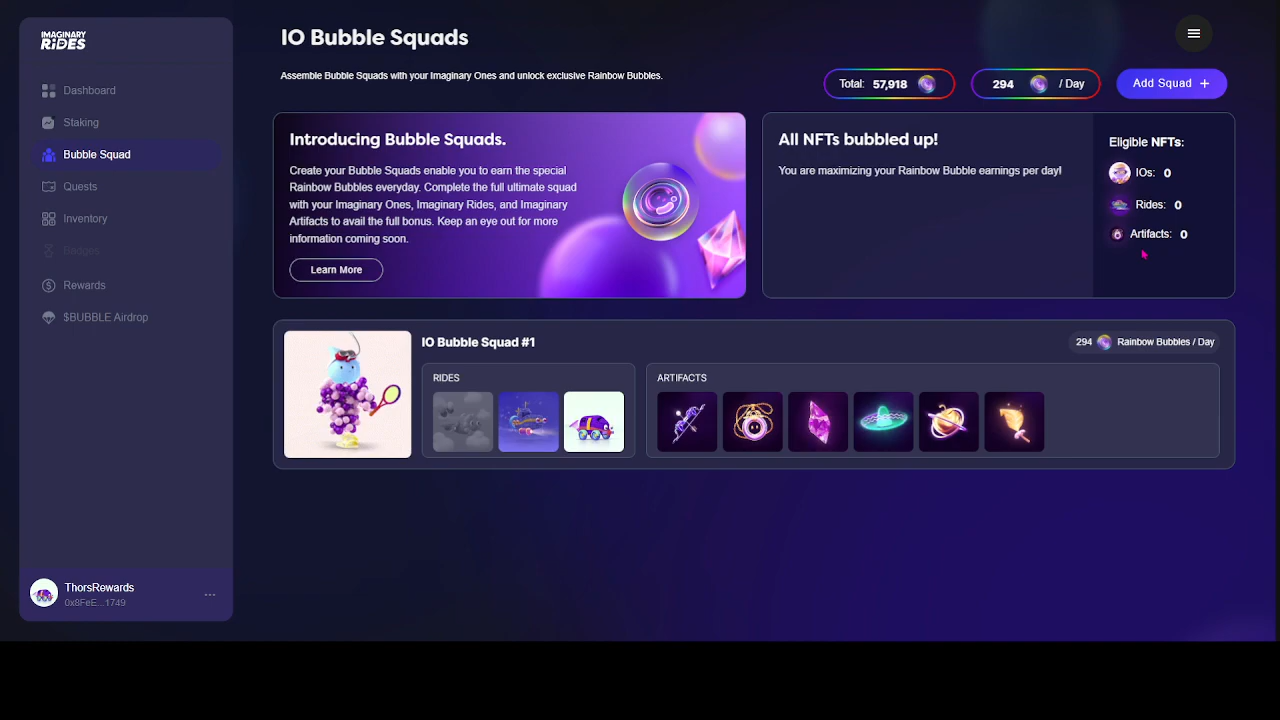 IMAGINARY
RiDES
Dashboard
Staking
Bubble Squad
Quests
Inventory
Badges
Rewards
$BUBBLE Airdrop
ThorsRewards
0x8FeE...1749
IO Bubble Squads
Assemble Bubble Squads with your Imaginary Ones and unlock exclusive Rainbow Bubbles.
Total: 57,918
294 / Day
Add Squad +
Introducing Bubble Squads.
Create your Bubble Squads enable you to earn the special
Rainbow Bubbles everyday. Complete the full ultimate squad
with your Imaginary Ones, Imaginary Rides, and Imaginary
Artifacts to avail the full bonus. Keep an eye out for more
information coming soon.
Learn More
All NFTs bubbled up!
You are maximizing your Rainbow Bubble earnings per day!
Eligible NFTs:
IOs: 0
Rides: 0
Artifacts: 0
IO Bubble Squad #1
294 Rainbow Bubbles / Day
RIDES
ARTIFACTS